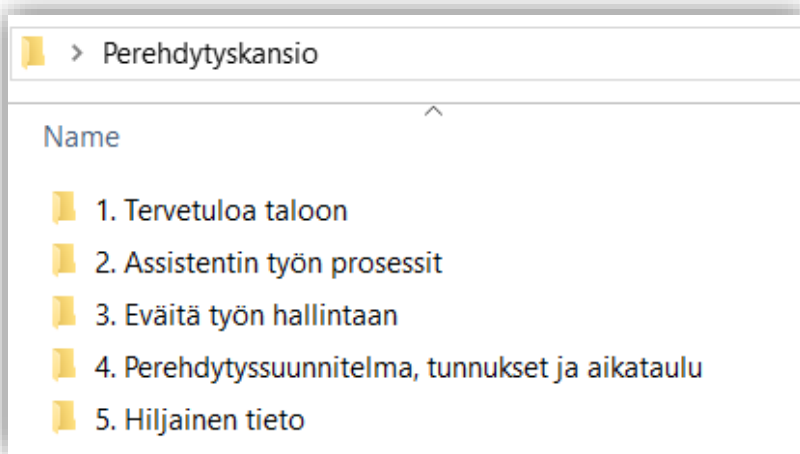 > Perehdytyskansio
Name
1. Tervetuloa taloon
2. Assistentin työn prosessit
3. Eväitä työn hallintaan
4. Perehdytyssuunnitelma, tunnukset ja aikataulu
5. Hiljainen tieto